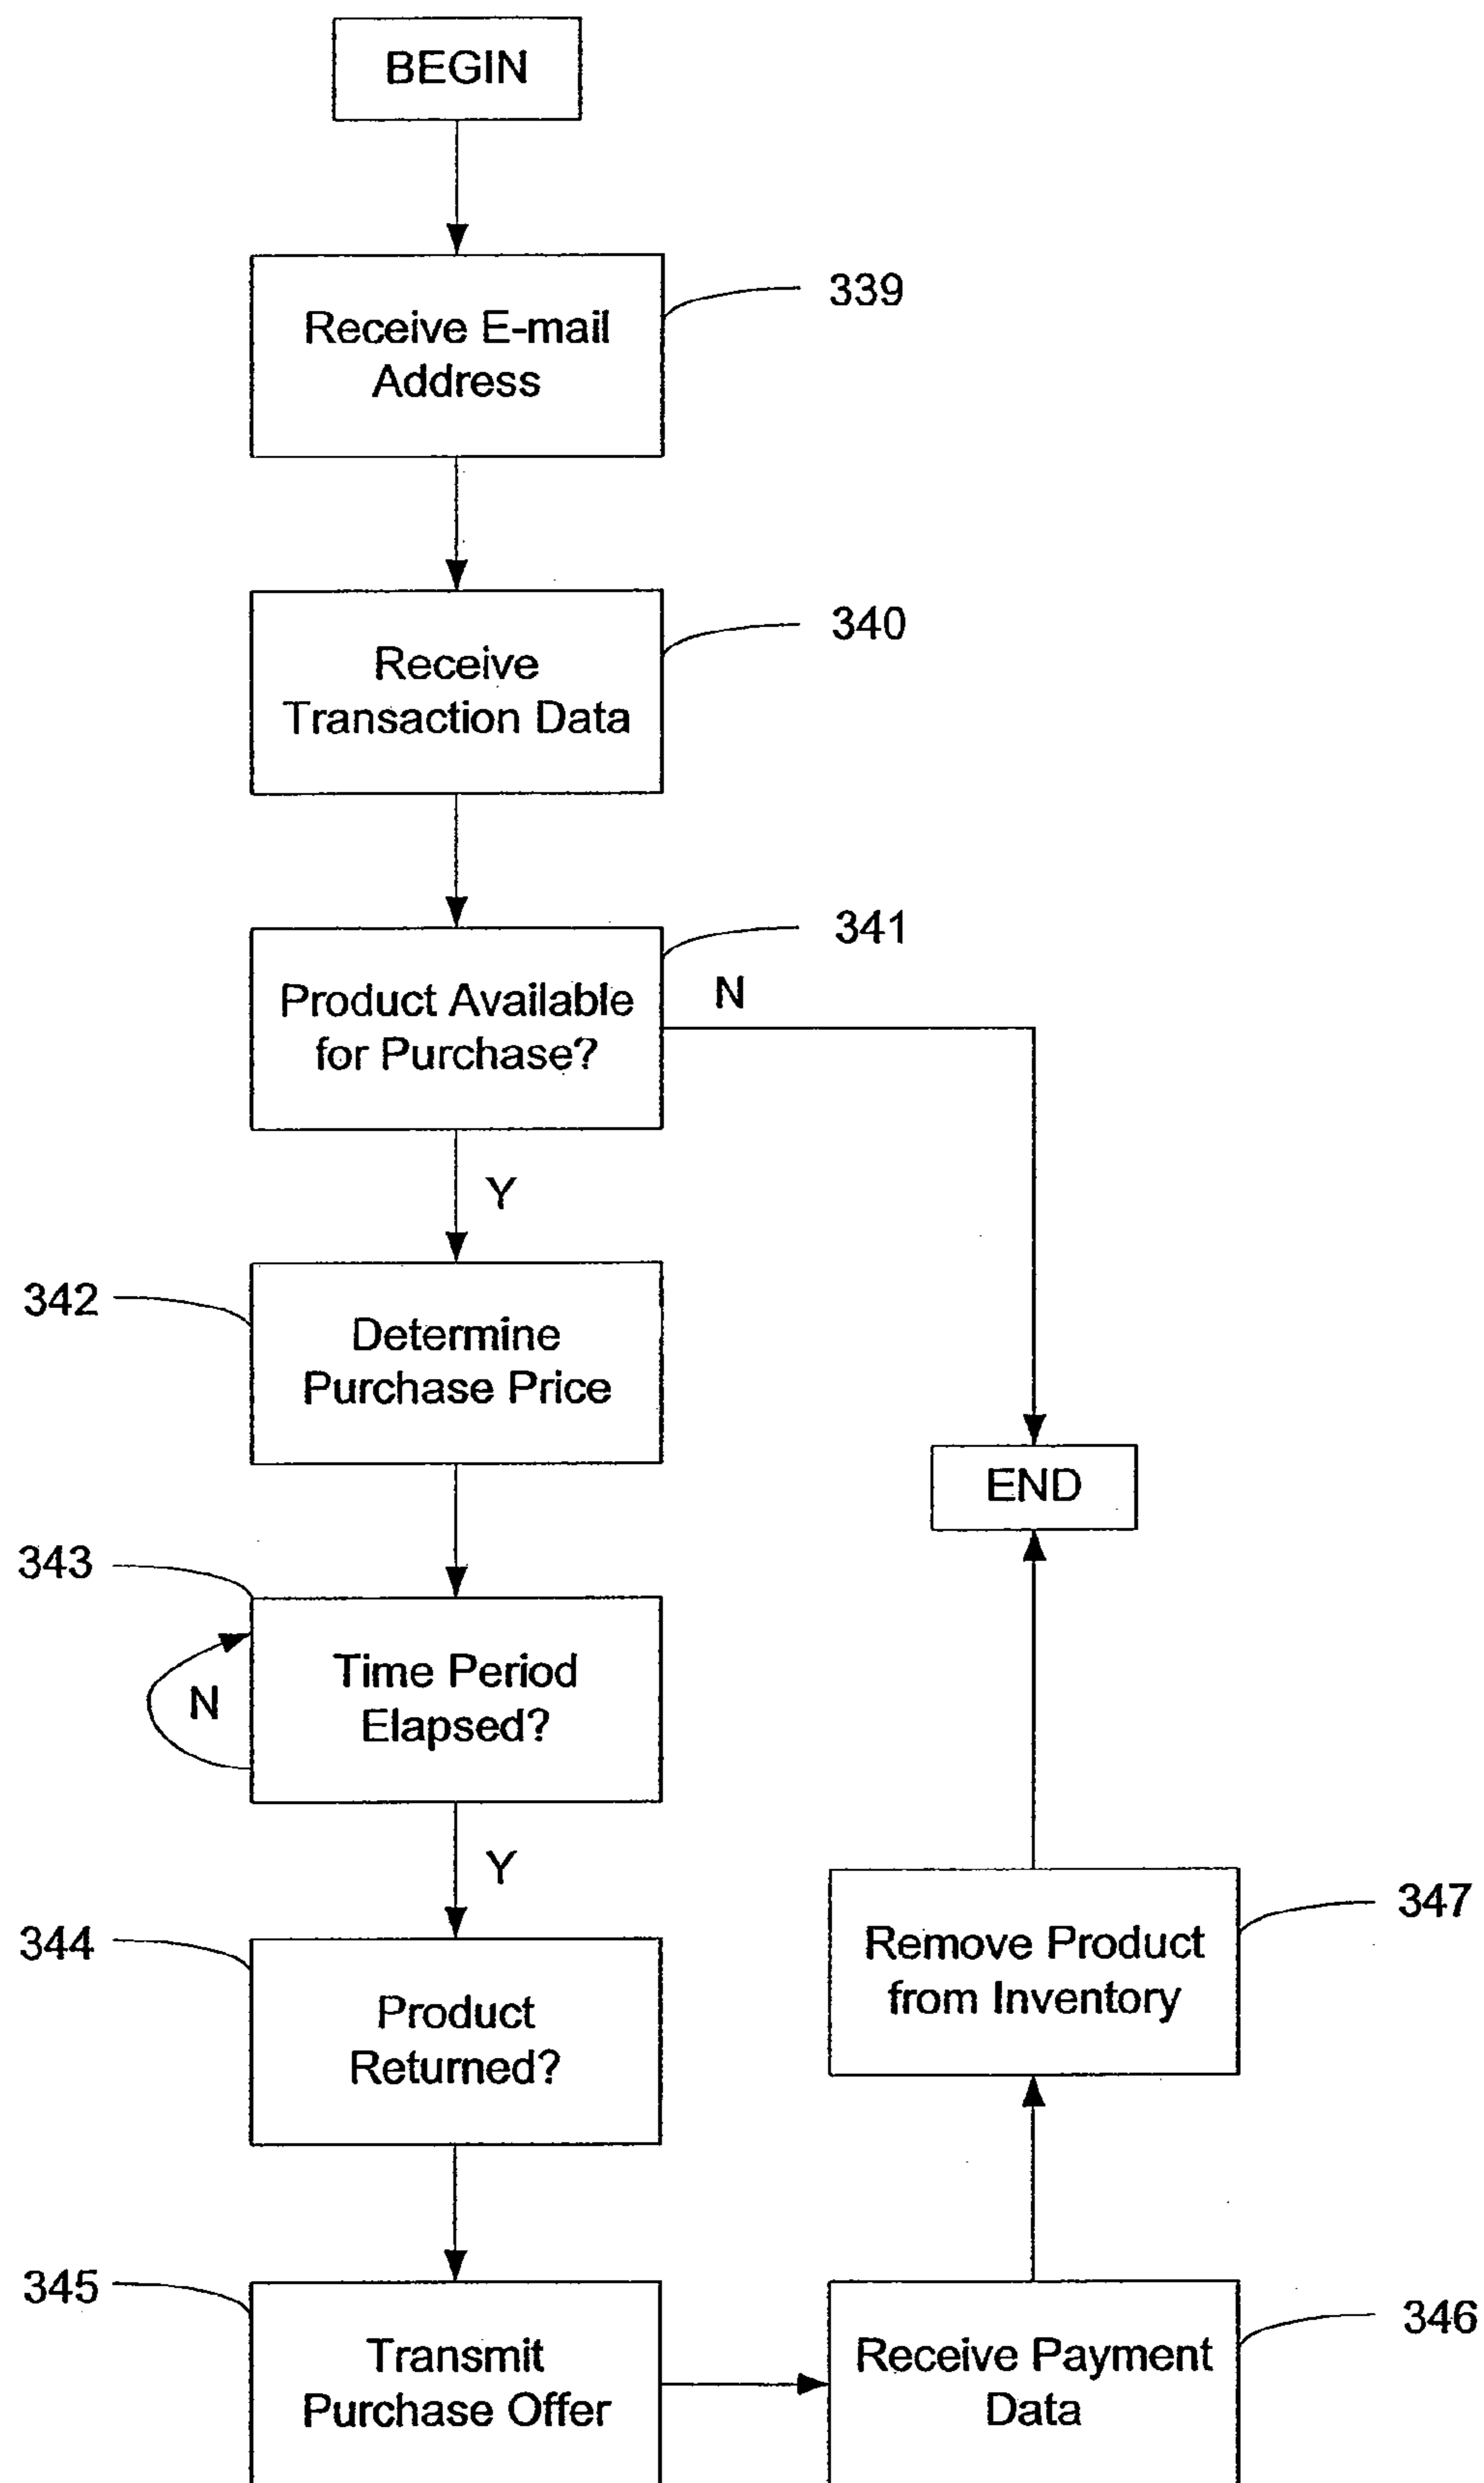 BEGIN
339
Receive E-mail
Address
340
Receive
Transaction Data
341
Product Available
for Purchase?
N
Y
342
Determine
Purchase Price
END
343
Time Period
Elapsed?
N
Y
344
Product
Returned?
347
Remove Product
from Inventory
345
Transmit
Purchase Offer
346
Receive Payment
Data